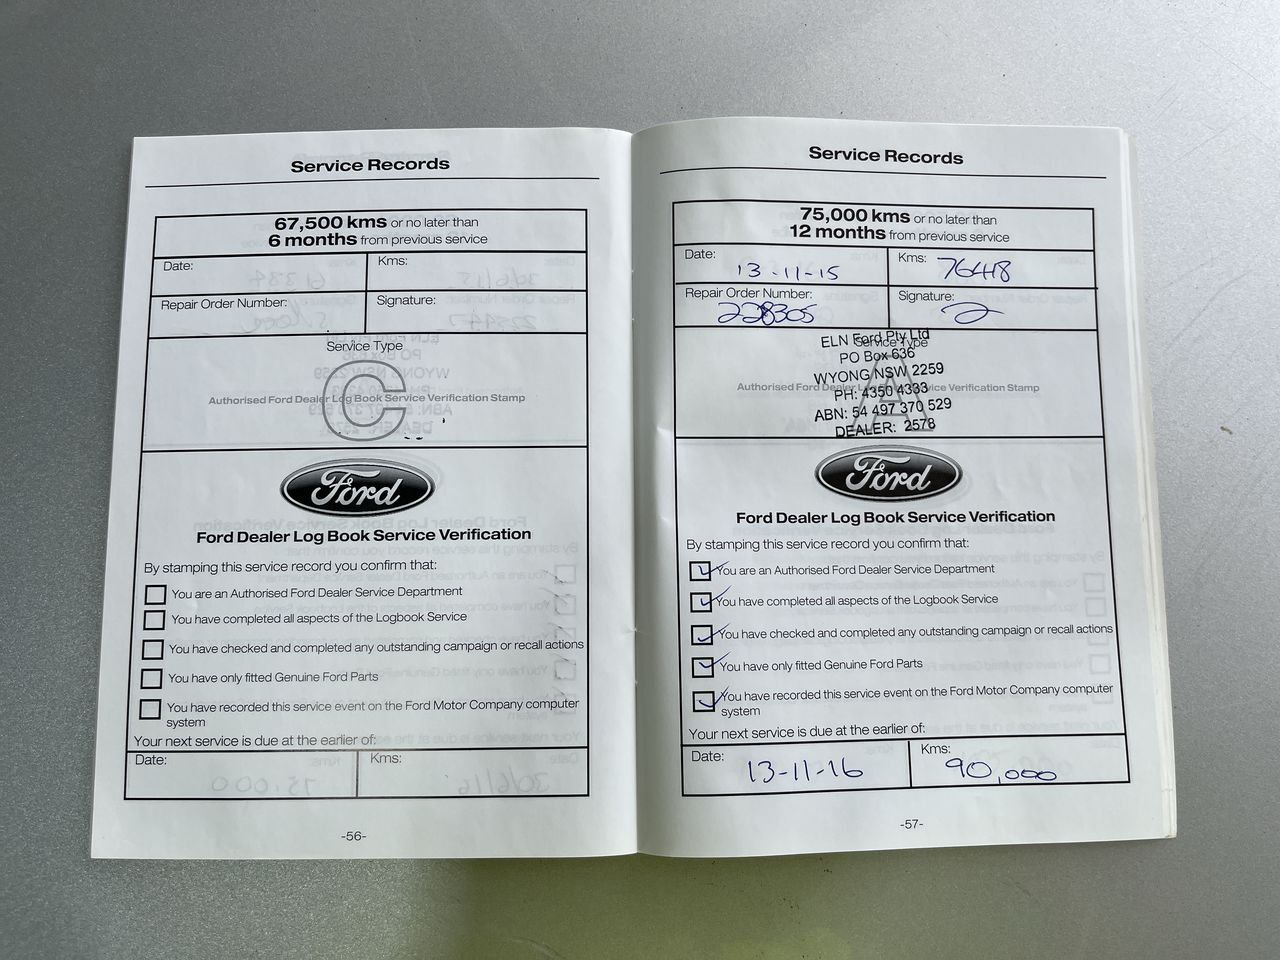 Service Records
67,500 kms or no later than
6 months from previous service
Date:
Kms:
Repair Order Number:
Signature:
Service Type
C
Authorised Ford Dealer Log Book Service Verification Stamp
Ford
Ford Dealer Log Book Service Verification
By stamping this service record you confirm that:
You are an Authorised Ford Dealer Service Department
You have completed all aspects of the Logbook Service
You have checked and completed any outstanding campaign or recall actions
You have only fitted Genuine Ford Parts
You have recorded this service event on the Ford Motor Company computer
system
Your next service is due at the earlier of:
Date:
Kms:
-56-
Service Records
75,000 kms or no later than
12 months from previous service
Date: 13-11-15
Kms: 76418
Repair Order Number: 228305
Signature:
Service Type
A
Authorised Ford Dealer Service Verification Stamp
ELN Ford Pty Ltd
PO Box 636
WYONG NSW 2259
PH: 4350 4333
ABN: 54 497 370 529
DEALER: 2578
Ford
Ford Dealer Log Book Service Verification
By stamping this service record you confirm that:
You are an Authorised Ford Dealer Service Department
You have completed all aspects of the Logbook Service
You have checked and completed any outstanding campaign or recall actions
You have only fitted Genuine Ford Parts
You have recorded this service event on the Ford Motor Company computer
system
Your next service is due at the earlier of:
Date: 13-11-16
Kms: 90,000
-57-